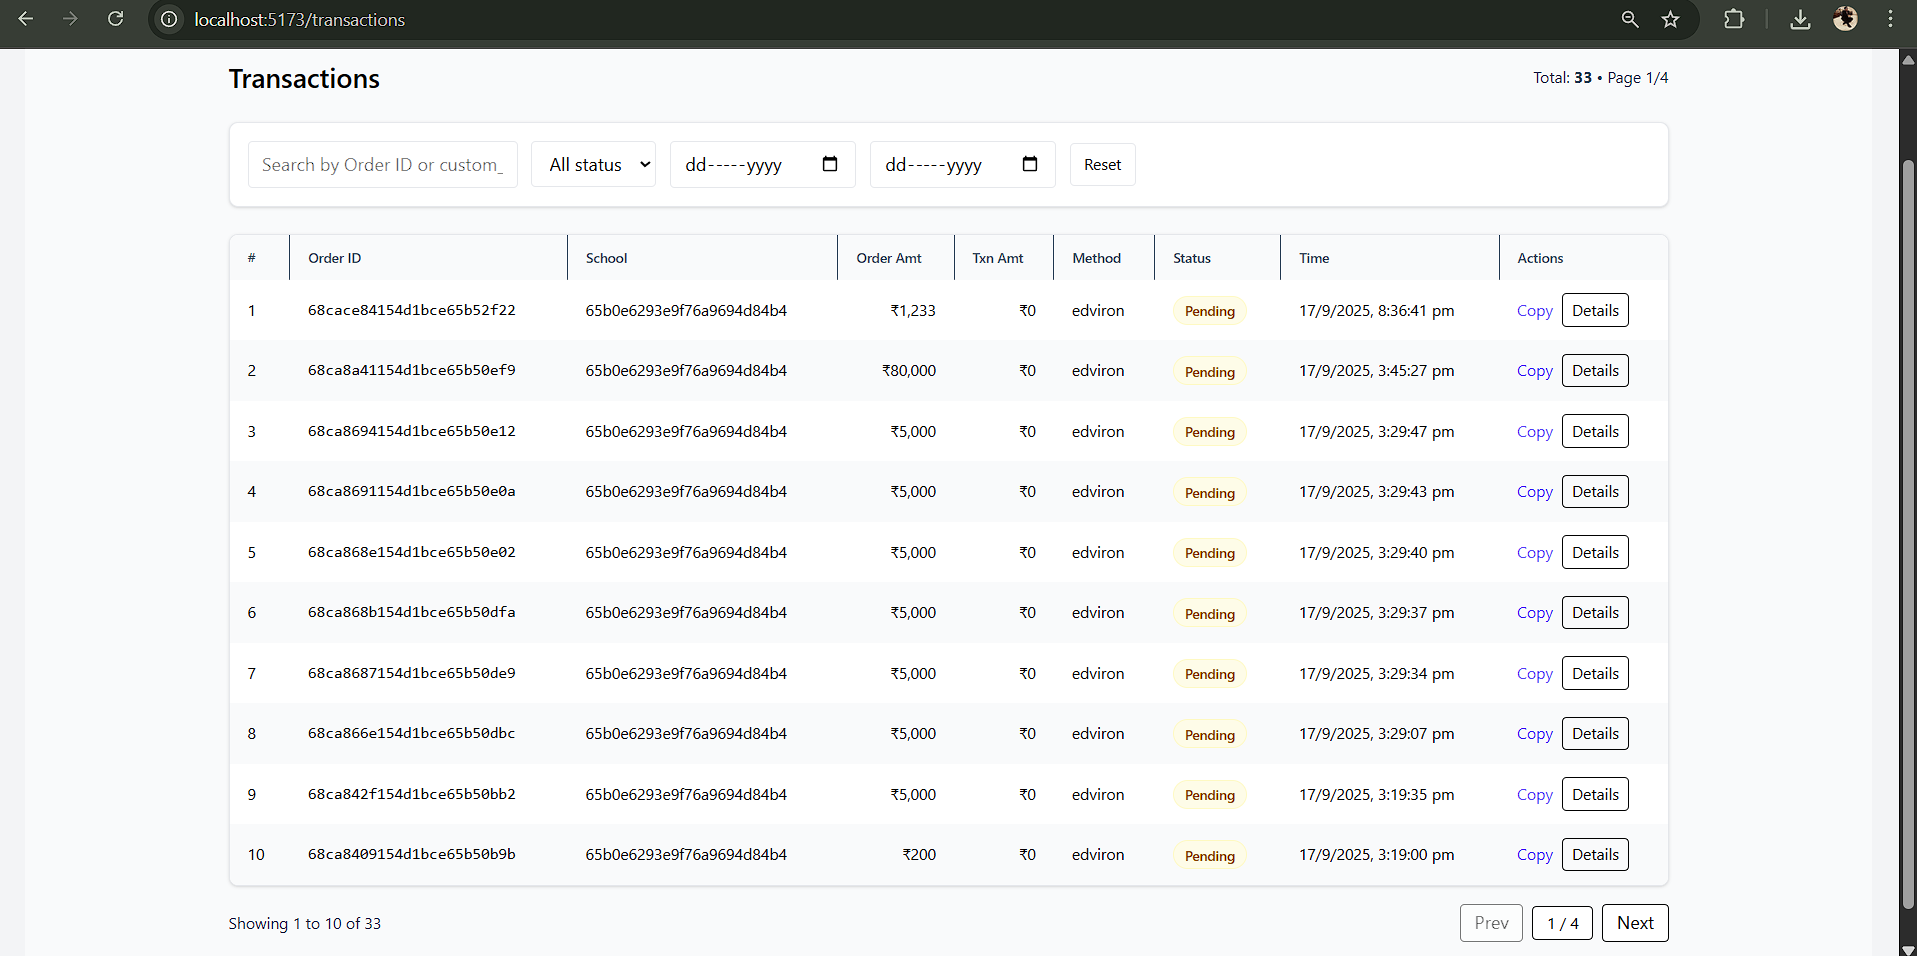 localhost:5173/transactions
Transactions
Total: 33 • Page 1/4
Search by Order ID or custom_
All status
dd-----yyyy
dd-----yyyy
Reset
# Order ID School Order Amt Txn Amt Method Status Time Actions
1 68cace84154d1bce65b52f22 65b0e6293e9f76a9694d84b4 ₹1,233 ₹0 edviron Pending 17/9/2025, 8:36:41 pm Copy Details
2 68ca8a41154d1bce65b50ef9 65b0e6293e9f76a9694d84b4 ₹80,000 ₹0 edviron Pending 17/9/2025, 3:45:27 pm Copy Details
3 68ca8694154d1bce65b50e12 65b0e6293e9f76a9694d84b4 ₹5,000 ₹0 edviron Pending 17/9/2025, 3:29:47 pm Copy Details
4 68ca8691154d1bce65b50e0a 65b0e6293e9f76a9694d84b4 ₹5,000 ₹0 edviron Pending 17/9/2025, 3:29:43 pm Copy Details
5 68ca868e154d1bce65b50e02 65b0e6293e9f76a9694d84b4 ₹5,000 ₹0 edviron Pending 17/9/2025, 3:29:40 pm Copy Details
6 68ca868b154d1bce65b50dfa 65b0e6293e9f76a9694d84b4 ₹5,000 ₹0 edviron Pending 17/9/2025, 3:29:37 pm Copy Details
7 68ca8687154d1bce65b50de9 65b0e6293e9f76a9694d84b4 ₹5,000 ₹0 edviron Pending 17/9/2025, 3:29:34 pm Copy Details
8 68ca866e154d1bce65b50dbc 65b0e6293e9f76a9694d84b4 ₹5,000 ₹0 edviron Pending 17/9/2025, 3:29:07 pm Copy Details
9 68ca842f154d1bce65b50bb2 65b0e6293e9f76a9694d84b4 ₹5,000 ₹0 edviron Pending 17/9/2025, 3:19:35 pm Copy Details
10 68ca8409154d1bce65b50b9b 65b0e6293e9f76a9694d84b4 ₹200 ₹0 edviron Pending 17/9/2025, 3:19:00 pm Copy Details
Showing 1 to 10 of 33
Prev 1 / 4 Next